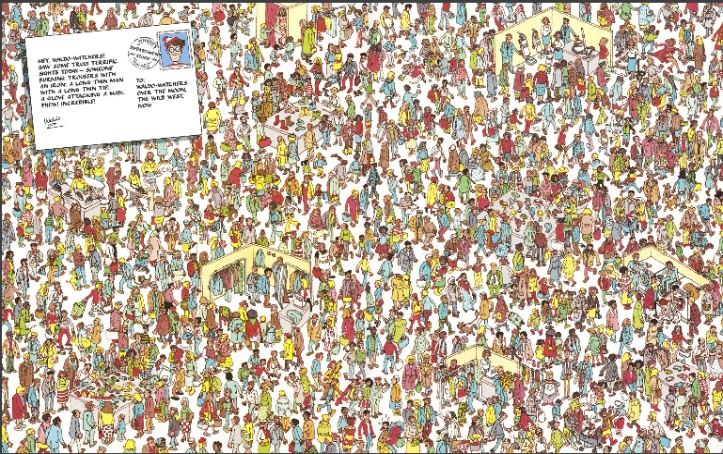 HEY, WALDO-WATCHERS!
SAW SOME TRULY TERRIFIC
SIGHTS TODAY - SOMEONE
BURNING TROUSERS WITH
AN IRON; A LONG THIN MAN
WITH A LONG THIN TIE;
A GLOVE ATTACKING A MAN.
PHEW! INCREDIBLE!
Waldo
TO:
WALDO-WATCHERS
OVER THE MOON,
THE WILD WEST,
NOW